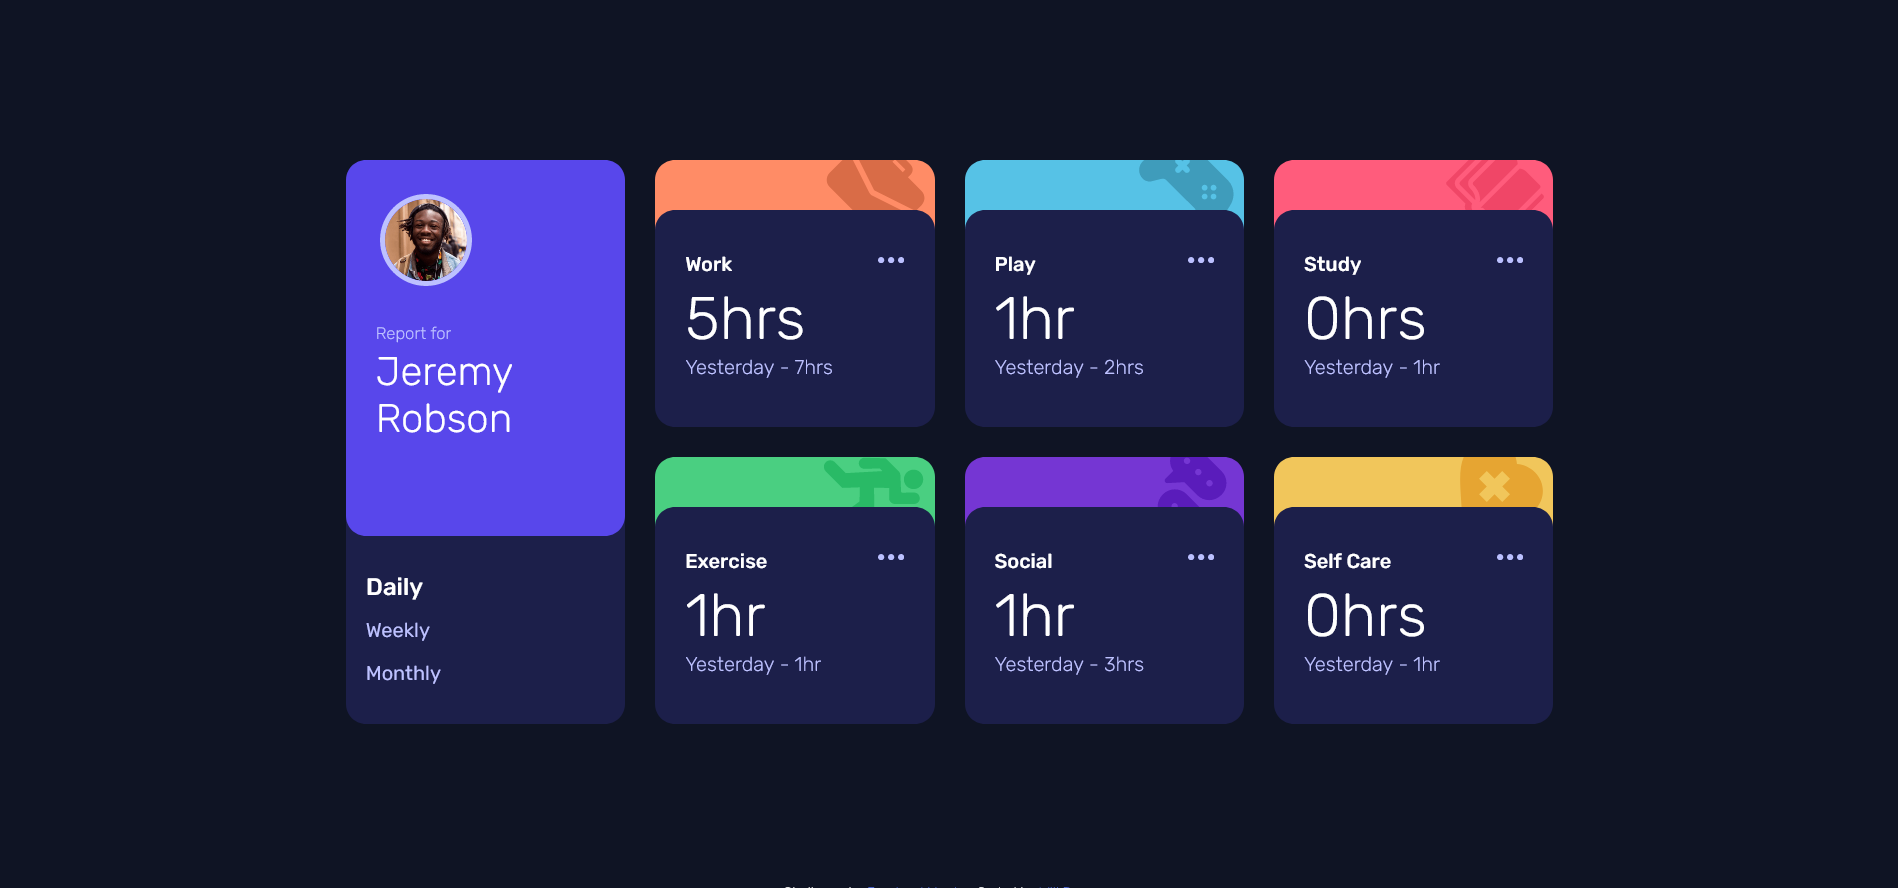 Report for
Jeremy
Robson
Daily
Weekly
Monthly
Work
5hrs
Yesterday - 7hrs
Play
1hr
Yesterday - 2hrs
Study
0hrs
Yesterday - 1hr
Exercise
1hr
Yesterday - 1hr
Social
1hr
Yesterday - 3hrs
Self Care
0hrs
Yesterday - 1hr